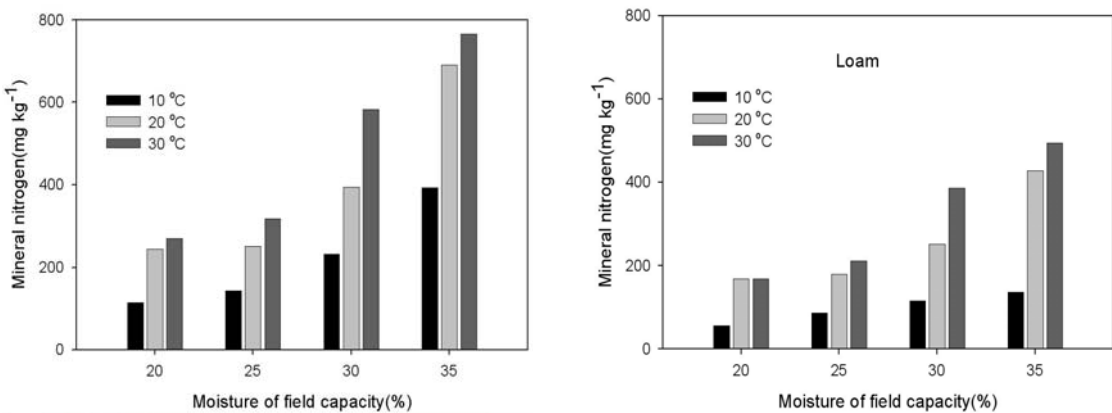 800
600
400
200
0
Mineral nitrogen(mg kg⁻¹)
10 °C
20 °C
30 °C
20 25 30 35
Moisture of field capacity(%)
800
600
400
200
0
Mineral nitrogen(mg kg⁻¹)
Loam
10 °C
20 °C
30 °C
20 25 30 35
Moisture of field capacity(%)